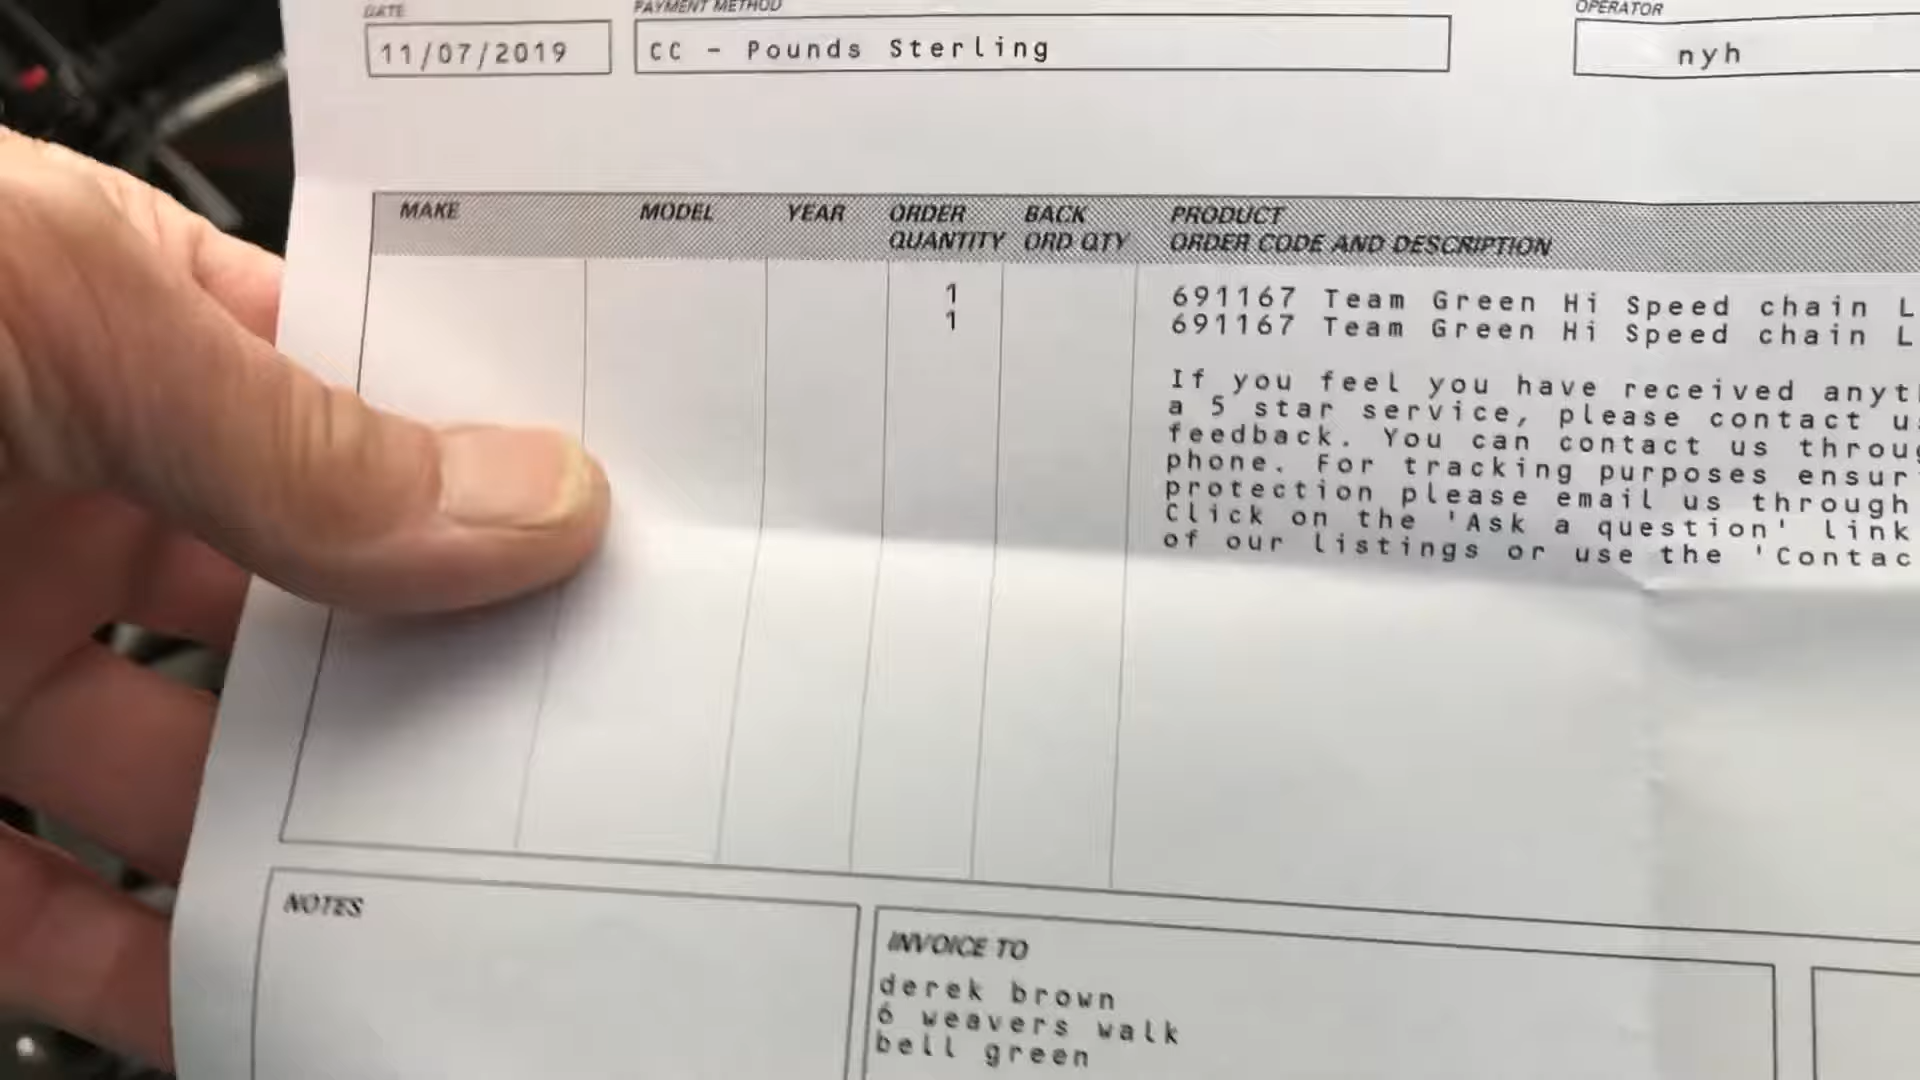 DATE
PAYMENT METHOD
OPERATOR
11/07/2019
CC - Pounds Sterling
nyh
MAKE
MODEL
YEAR
ORDER
QUANTITY
BACK
ORD QTY
PRODUCT
ORDER CODE AND DESCRIPTION
1
691167 Team Green Hi Speed chain L
1
691167 Team Green Hi Speed chain L
If you feel you have received anyt
a 5 star service, please contact us
feedback. You can contact us throug
phone. For tracking purposes ensur
protection please email us through
Click on the 'Ask a question' link
of our listings or use the 'Contac
NOTES
INVOICE TO
derek brown
6 weavers walk
bell green